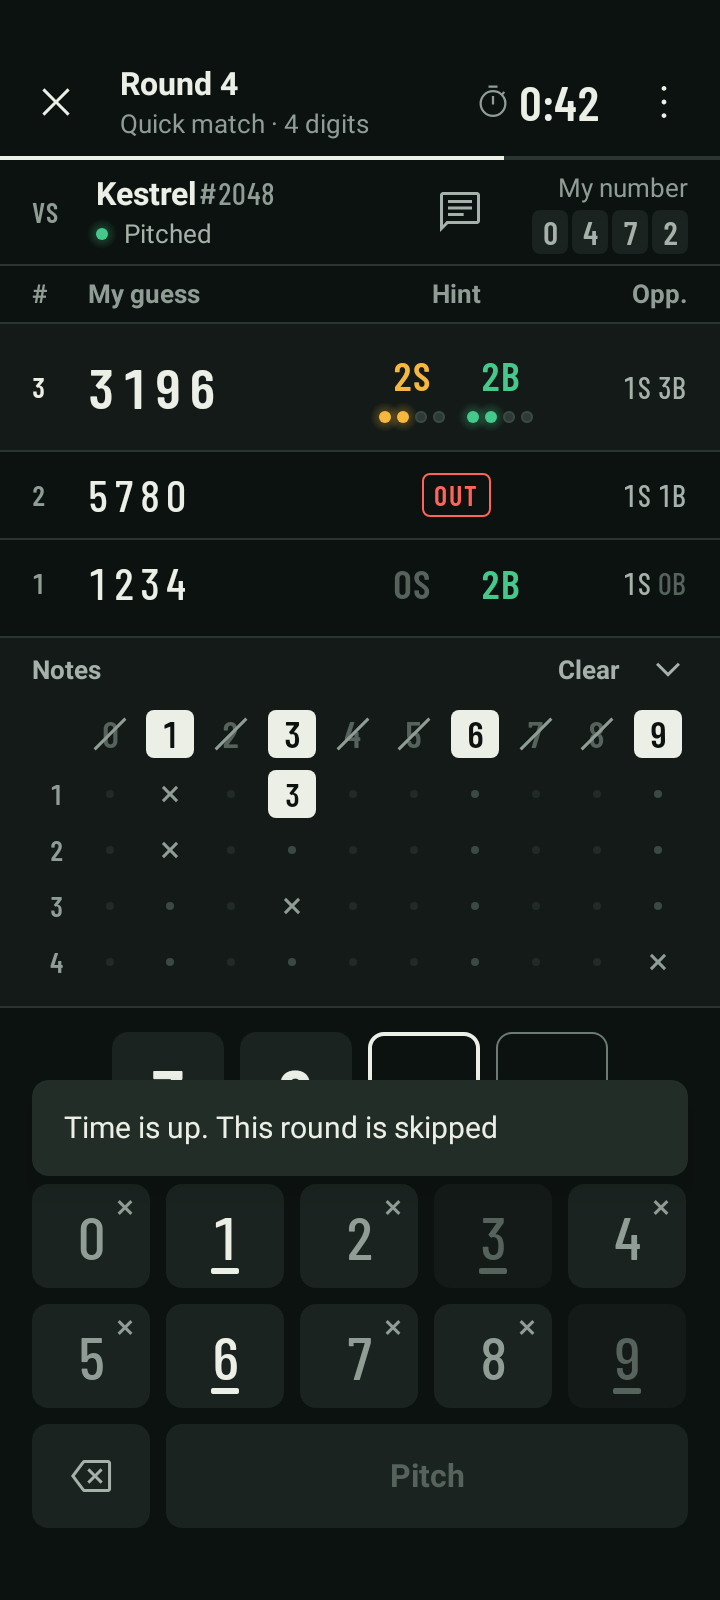 Round 4
Quick match · 4 digits
0:42
VS
Kestrel #2048
Pitched
My number
0 4 7 2
# My guess Hint Opp.
3 3196 2S 2B 1S 3B
2 5780 OUT 1S 1B
1 1234 0S 2B 1S 0B
Notes Clear
0 1 2 3 4 5 6 7 8 9
1 × 3
2 ×
3 ×
4 ×
Time is up. This round is skipped
0 × 1 2 × 3 4 ×
5 × 6 7 × 8 × 9
Pitch